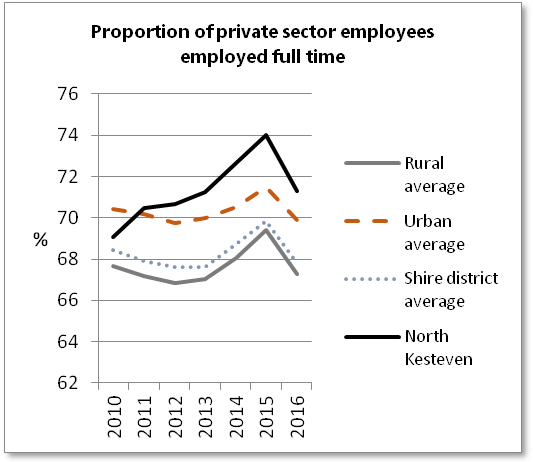 Proportion of private sector employees
employed full time
76
74
72
70
68
66
64
62
%
2010
2011
2012
2013
2014
2015
2016
Rural
average
Urban
average
Shire district
average
North
Kesteven